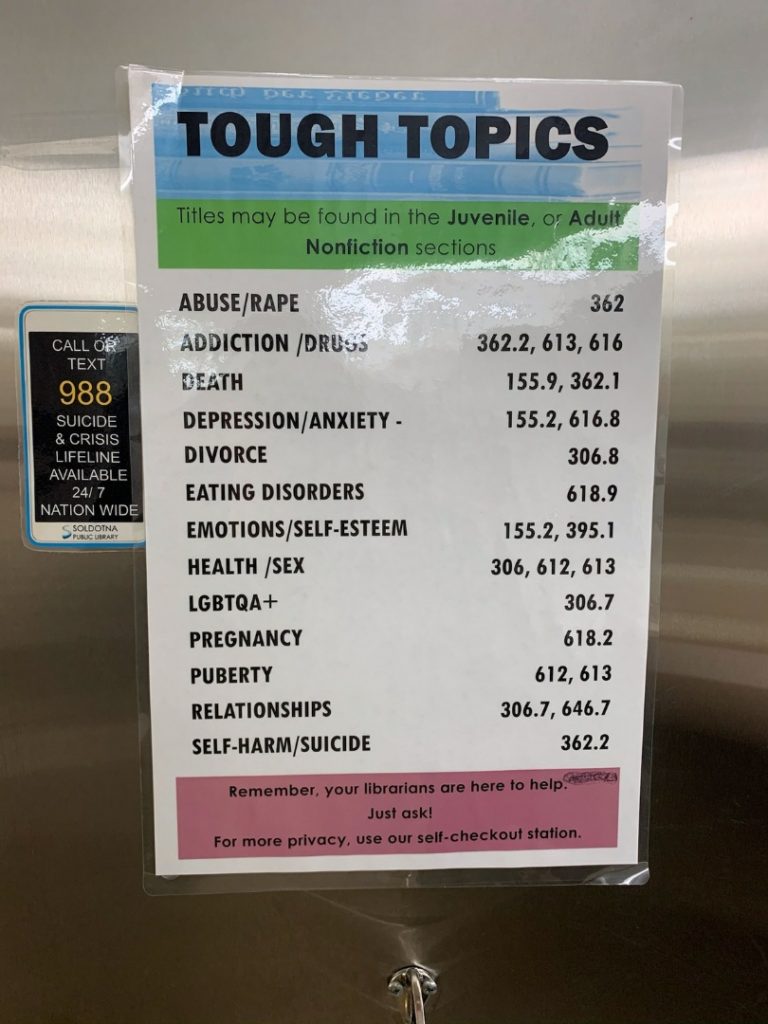 TOUGH TOPICS
Titles may be found in the Juvenile, or Adult
Nonfiction sections
ABUSE/RAPE 362
ADDICTION /DRUGS 362.2, 613, 616
DEATH 155.9, 362.1
DEPRESSION/ANXIETY - 155.2, 616.8
DIVORCE 306.8
EATING DISORDERS 618.9
EMOTIONS/SELF-ESTEEM 155.2, 395.1
HEALTH /SEX 306, 612, 613
LGBTQA+ 306.7
PREGNANCY 618.2
PUBERTY 612, 613
RELATIONSHIPS 306.7, 646.7
SELF-HARM/SUICIDE 362.2
Remember, your librarians are here to help.
Just ask!
For more privacy, use our self-checkout station.
CALL OR
TEXT
988
SUICIDE
& CRISIS
LIFELINE
AVAILABLE
24/ 7
NATION WIDE
SOLDOTNA
PUBLIC LIBRARY